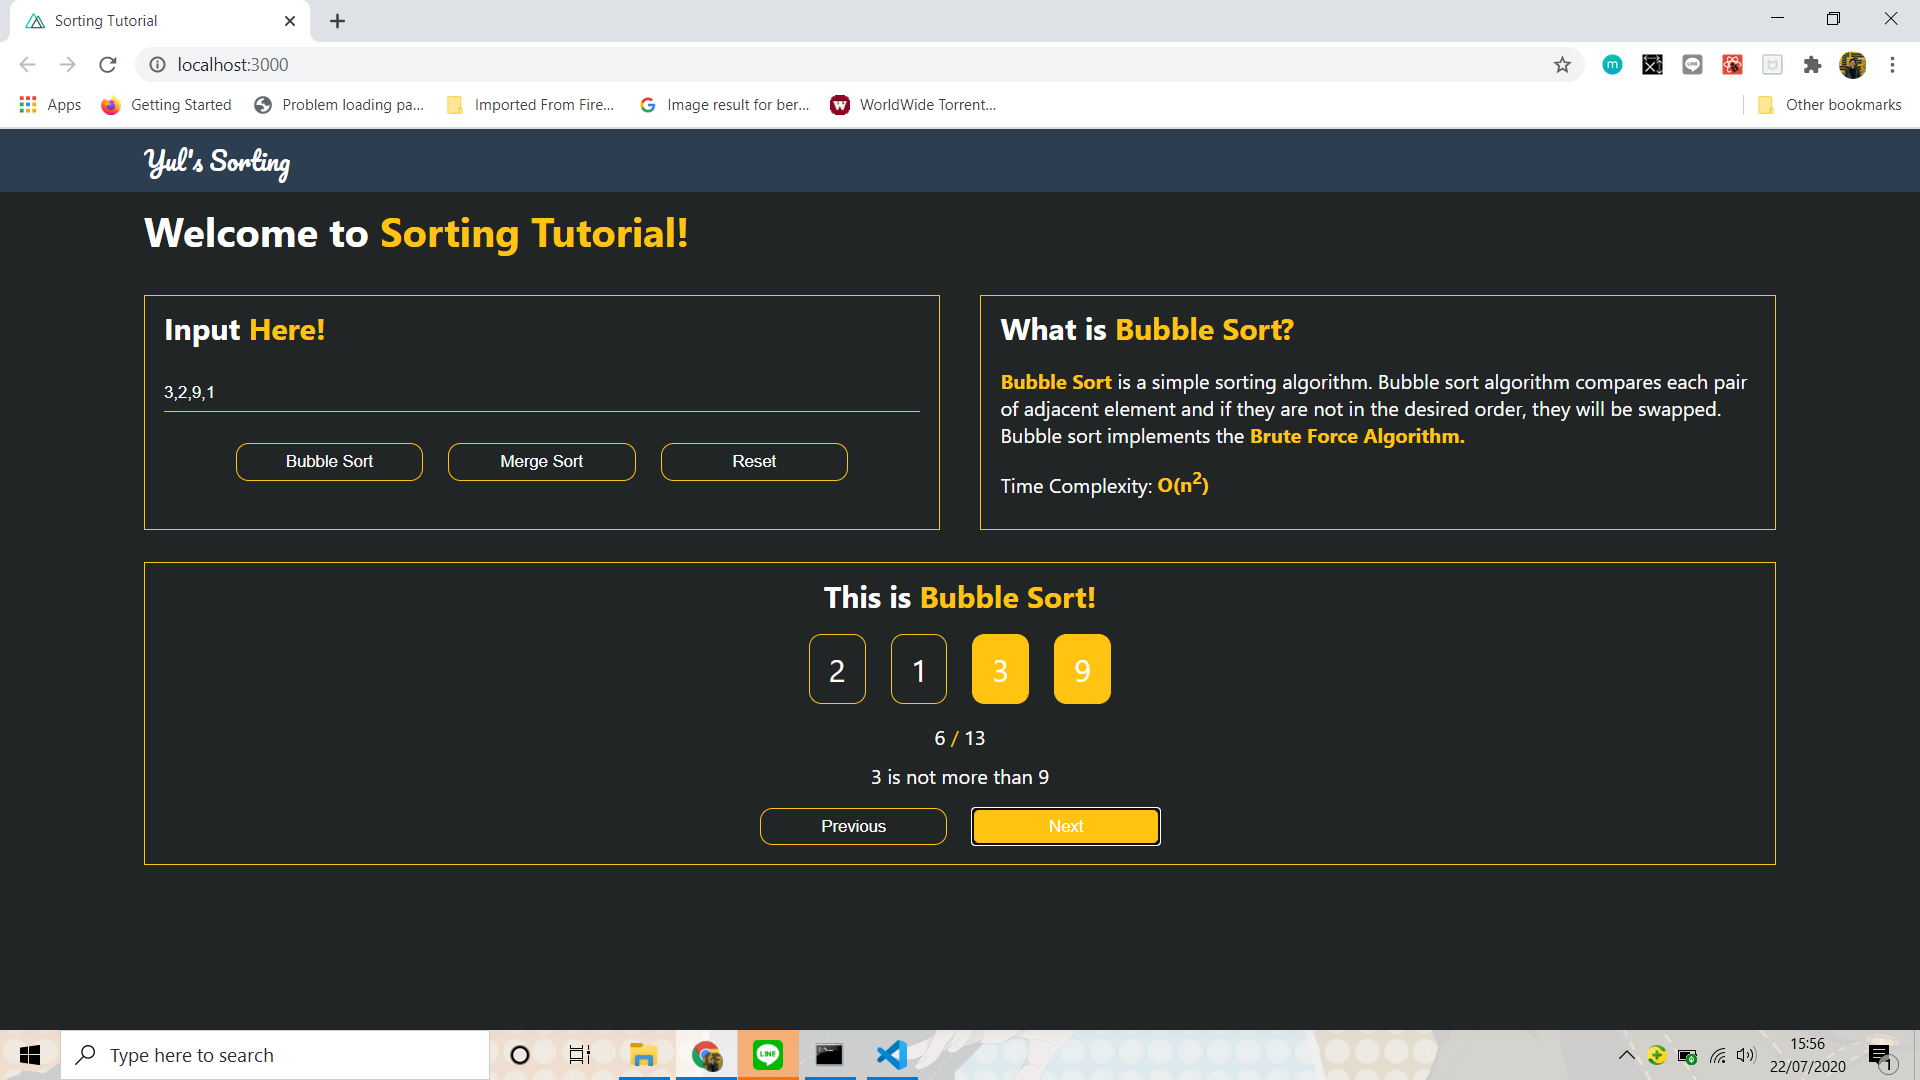 Sorting Tutorial
localhost:3000
Apps
Getting Started
Problem loading pa...
Imported From Fire...
Image result for ber...
WorldWide Torrent...
Other bookmarks
Yul's Sorting
Welcome to Sorting Tutorial!
Input Here!
3,2,9,1
Bubble Sort
Merge Sort
Reset
What is Bubble Sort?
Bubble Sort is a simple sorting algorithm. Bubble sort algorithm compares each pair
of adjacent element and if they are not in the desired order, they will be swapped.
Bubble sort implements the Brute Force Algorithm.
Time Complexity: O(n²)
This is Bubble Sort!
2 1 3 9
6 / 13
3 is not more than 9
Previous
Next
Type here to search
LINE
15:56
22/07/2020
1